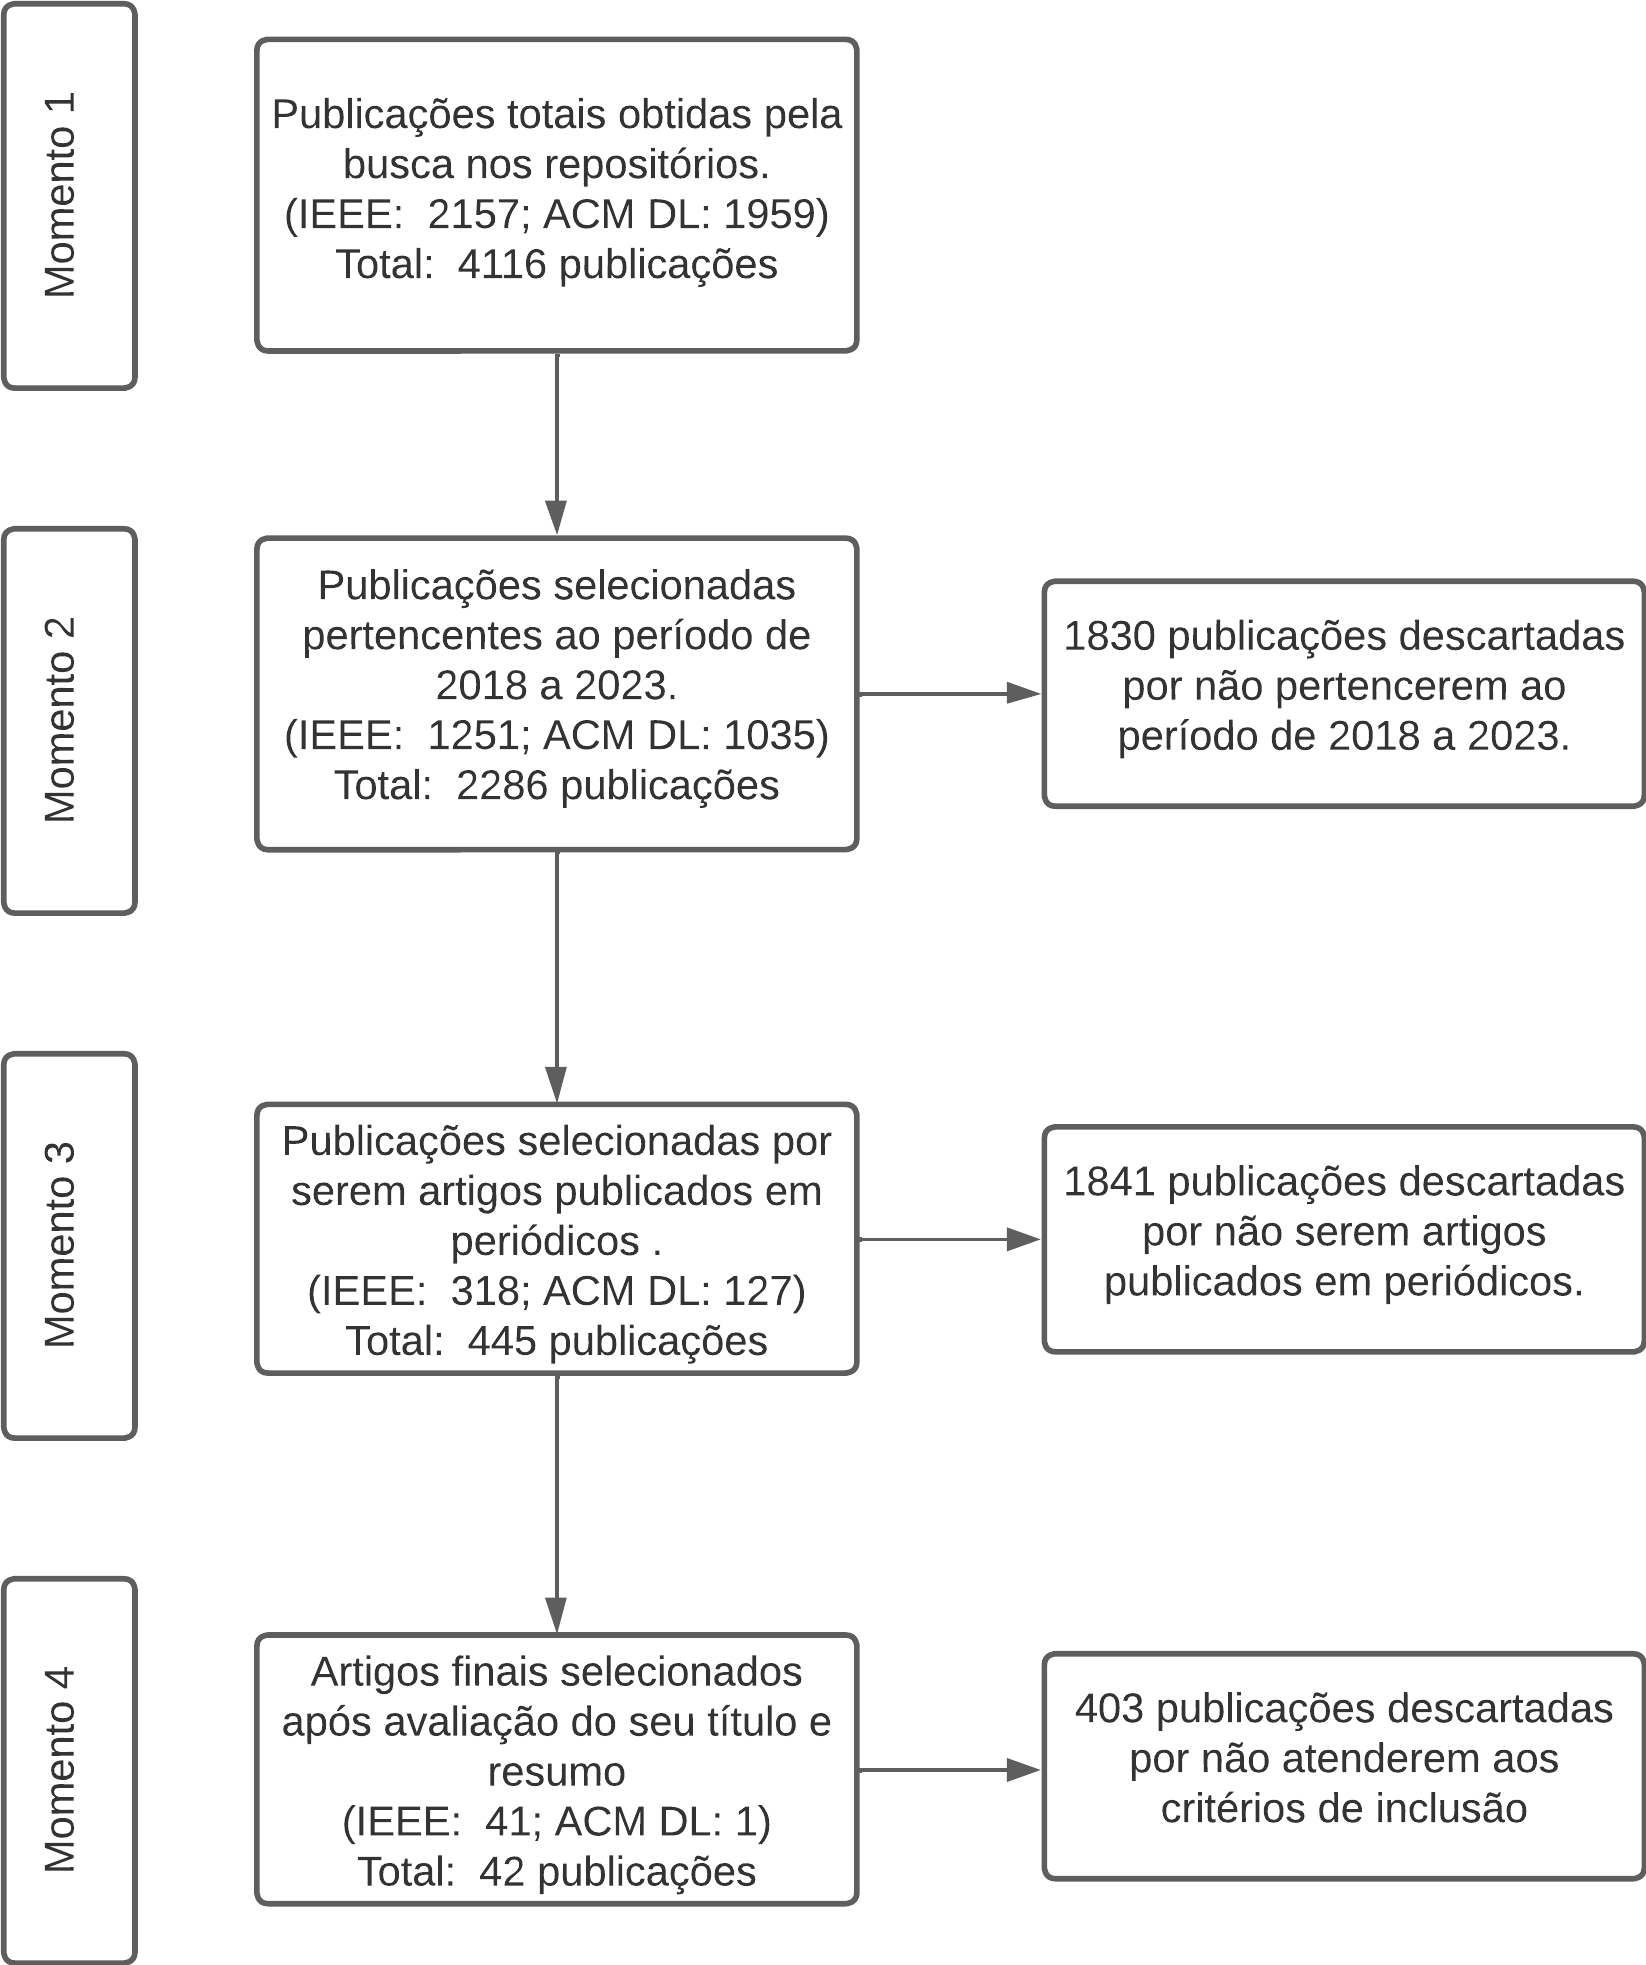 Momento 1
Publicações totais obtidas pela
busca nos repositórios.
(IEEE:  2157; ACM DL: 1959)
Total:  4116 publicações
Momento 2
Publicações selecionadas
pertencentes ao período de
2018 a 2023.
(IEEE:  1251; ACM DL: 1035)
Total:  2286 publicações
1830 publicações descartadas
por não pertencerem ao
período de 2018 a 2023.
Momento 3
Publicações selecionadas por
serem artigos publicados em
periódicos .
(IEEE:  318; ACM DL: 127)
Total:  445 publicações
1841 publicações descartadas
por não serem artigos
publicados em periódicos.
Momento 4
Artigos finais selecionados
após avaliação do seu título e
resumo
(IEEE:  41; ACM DL: 1)
Total:  42 publicações
403 publicações descartadas
por não atenderem aos
critérios de inclusão